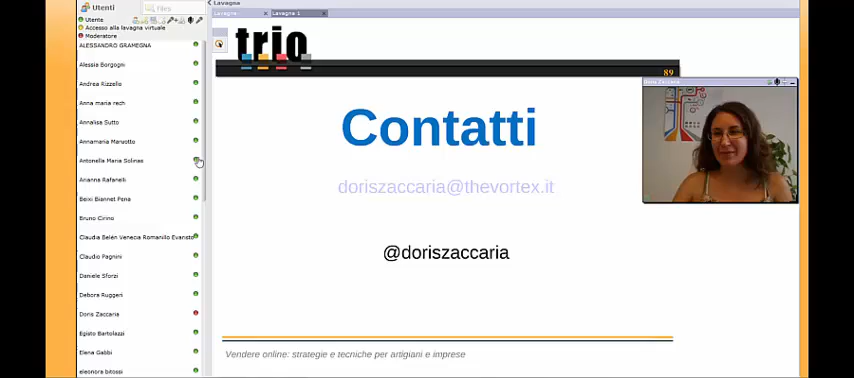 Utenti
Files
Utente
Accesso alla lavagna virtuale
Moderatore
ALESSANDRO GRAMEGNA
Alessia Borgogni
Andrea Rizzello
Anna maria rech
Annalisa Sutto
Annamaria Maruotto
Antonella Maria Solinas
Arianna Rafanelli
Beixi Biannet Pena
Bruno Cirino
Claudia Belén Venecia Romanillo Evaristo
Claudio Pagnini
Daniele Sforzi
Debora Ruggeri
Doris Zaccaria
Egisto Bartolazzi
Elena Gabbi
eleonora bitossi
Lavagna
Lavagna
Lavagna 1
trio
89
Doris Zaccaria
Contatti
doriszaccaria@thevortex.it
@doriszaccaria
Vendere online: strategie e tecniche per artigiani e imprese